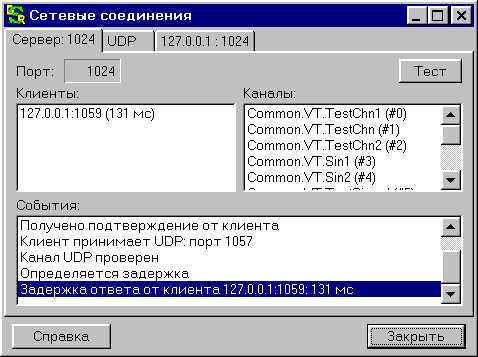 Сетевые соединения
Сервер: 1024 UDP 127.0.0.1 : 1024
Порт: 1024 Тест
Клиенты:
127.0.0.1:1059 (131 мс)
Каналы:
Common.VT.TestChn1 (#0)
Common.VT.TestChn (#1)
Common.VT.TestChn2 (#2)
Common.VT.Sin1 (#3)
Common.VT.Sin2 (#4)
События:
Получено подтверждение от клиента
Клиент принимает UDP: порт 1057
Канал UDP проверен
Определяется задержка
Задержка ответа от клиента 127.0.0.1:1059: 131 мс
Справка Закрыть